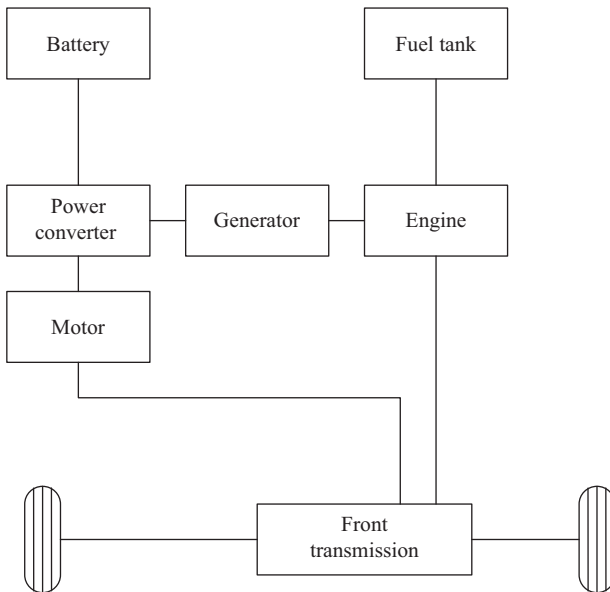 Battery
Fuel tank
Power
converter
Generator
Engine
Motor
Front
transmission